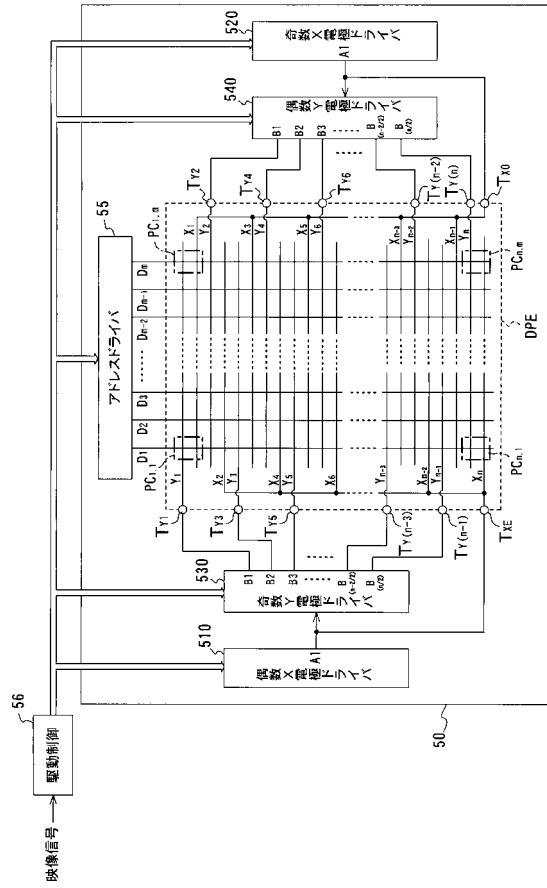 映像信号
駆動制御
56
50
510
偶数X電極ドライバ
A1
530
奇数Y電極ドライバ
B1
B2
B3
B(n-2/2)
B(n/2)
55
アドレスドライバ
D1
D2
D3
Dm-2
Dm-1
Dm
520
奇数X電極ドライバ
A1
540
偶数Y電極ドライバ
B1
B2
B3
B(n-2/2)
B(n/2)
TY1
TY3
TY5
TY(n-3)
TY(n-1)
TXE
TY2
TY4
TY6
TY(n-2)
TY(n)
TXO
PC1,1
PC1,m
PCn,1
PCn,m
DPE
Y1
X2
Y3
X4
Y5
X6
Yn-3
Xn-2
Yn-1
Xn
X1
Y2
X3
Y4
X5
Y6
Xn-3
Yn-2
Xn-1
Yn